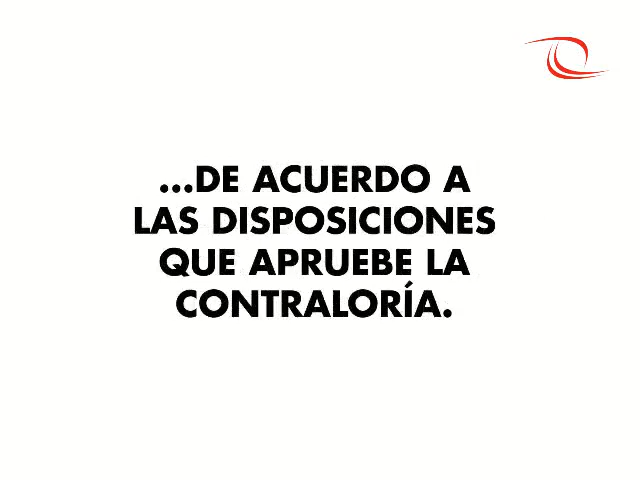 ...DE ACUERDO A
LAS DISPOSICIONES
QUE APRUEBE LA
CONTRALORÍA.